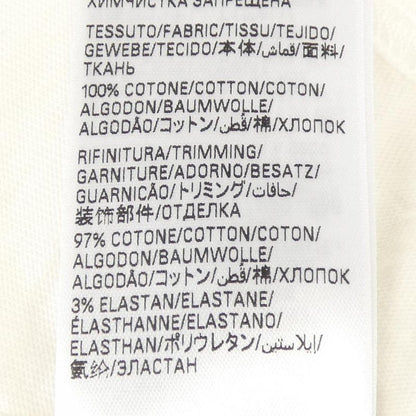 ХИМЧИСТКА ЗАПРЕЩЕНА
TESSUTO/FABRIC/TISSU/TEJIDO/
GEWEBE/TECIDO/本体/قماش/面料/
ТКАНЬ
100% COTONE/COTTON/COTON/
ALGODON/BAUMWOLLE/
ALGODÃO/コットン/قطن/棉/ХЛОПОК
RIFINITURA/TRIMMING/
GARNITURE/ADORNO/BESATZ/
GUARNICÃO/トリミング/حافات/
装饰部件/ОТДЕЛКА
97% COTONE/COTTON/COTON/
ALGODON/BAUMWOLLE/
ALGODÃO/コットン/قطن/棉/ХЛОПОК
3% ELASTAN/ELASTANE/
ÉLASTHANNE/ELASTANO/
ELASTHAN/ポリウレタン/إيلاستين/
氨纶/ЭЛАСТАН